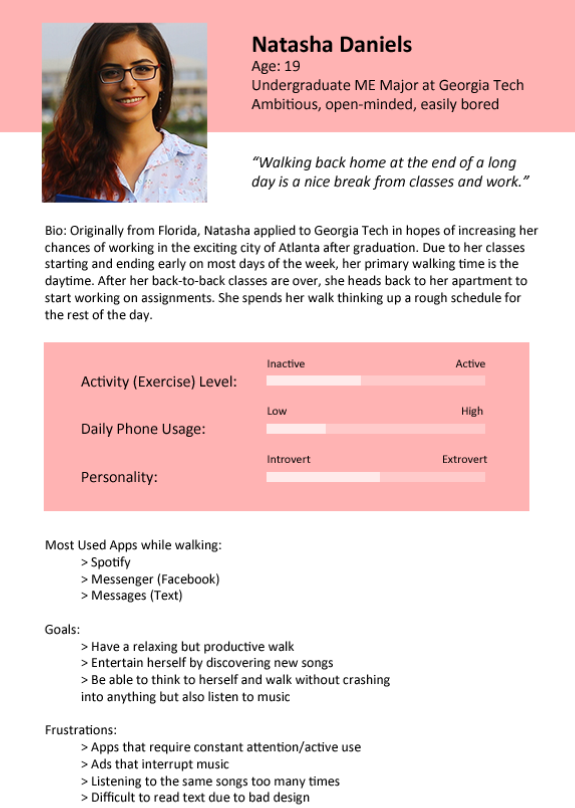 Natasha Daniels
Age: 19
Undergraduate ME Major at Georgia Tech
Ambitious, open-minded, easily bored
“Walking back home at the end of a long
day is a nice break from classes and work.”
Bio: Originally from Florida, Natasha applied to Georgia Tech in hopes of increasing her
chances of working in the exciting city of Atlanta after graduation. Due to her classes
starting and ending early on most days of the week, her primary walking time is the
daytime. After her back-to-back classes are over, she heads back to her apartment to
start working on assignments. She spends her walk thinking up a rough schedule for
the rest of the day.
Inactive Active
Activity (Exercise) Level:
Low High
Daily Phone Usage:
Introvert Extrovert
Personality:
Most Used Apps while walking:
> Spotify
> Messenger (Facebook)
> Messages (Text)
Goals:
> Have a relaxing but productive walk
> Entertain herself by discovering new songs
> Be able to think to herself and walk without crashing
into anything but also listen to music
Frustrations:
> Apps that require constant attention/active use
> Ads that interrupt music
> Listening to the same songs too many times
> Difficult to read text due to bad design